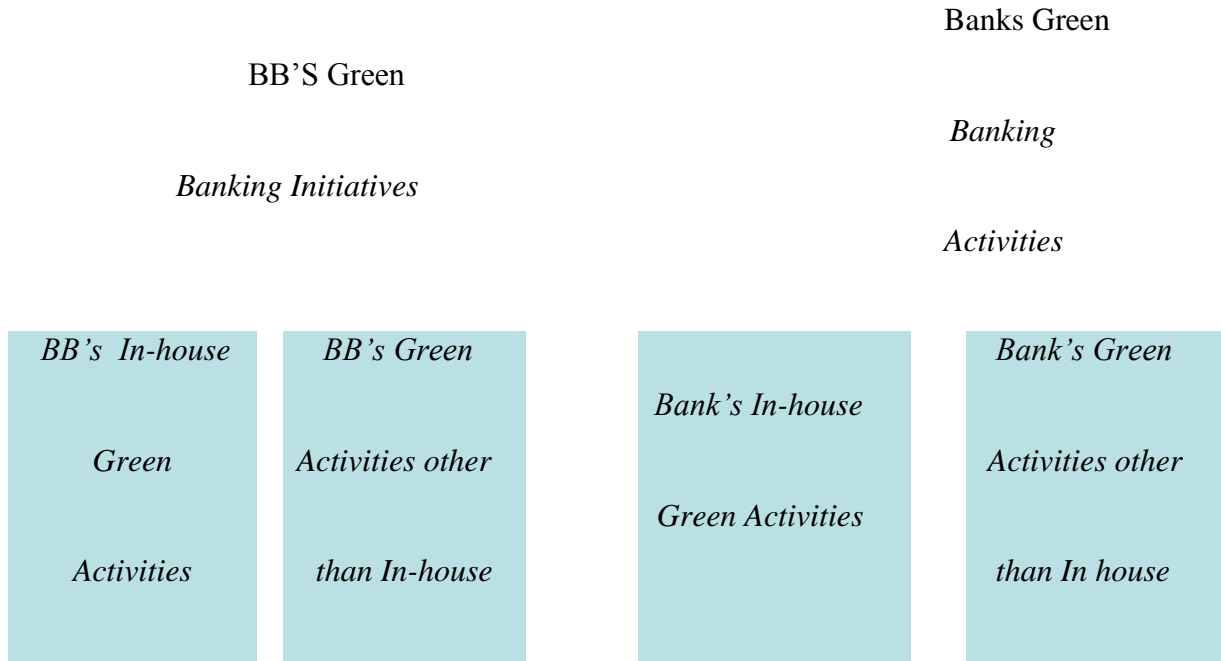 BB’S Green
Banking Initiatives
Banks Green
Banking
Activities
BB’s In-house
Green
Activities
BB’s Green
Activities other
than In-house
Bank’s In-house
Green Activities
Bank’s Green
Activities other
than In house